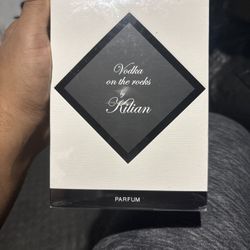 Vodka
on the rocks
by
Kilian
PARFUM